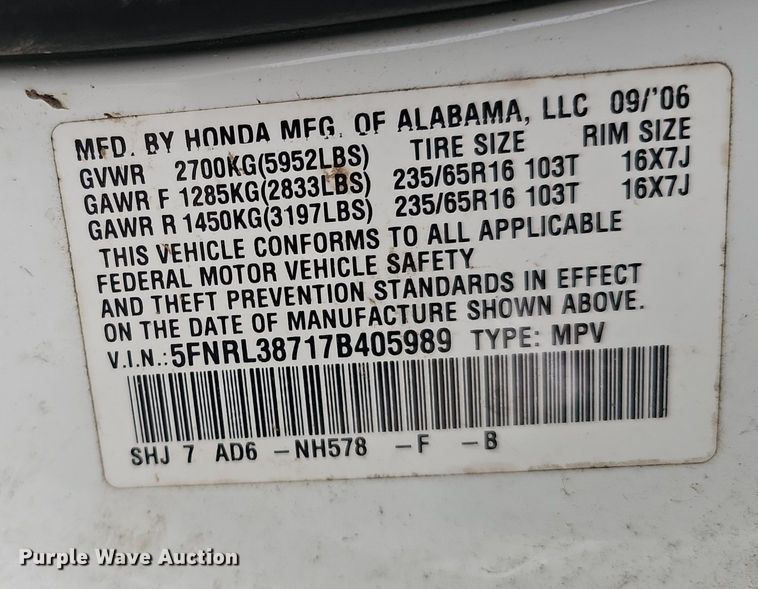 MFD. BY HONDA MFG. OF ALABAMA, LLC 09/'06
GVWR 2700KG(5952LBS) TIRE SIZE RIM SIZE
GAWR F 1285KG(2833LBS) 235/65R16 103T 16X7J
GAWR R 1450KG(3197LBS) 235/65R16 103T 16X7J
THIS VEHICLE CONFORMS TO ALL APPLICABLE
FEDERAL MOTOR VEHICLE SAFETY
AND THEFT PREVENTION STANDARDS IN EFFECT
ON THE DATE OF MANUFACTURE SHOWN ABOVE.
V.I.N.:5FNRL38717B405989 TYPE: MPV
SHJ 7 AD6 -NH578 -F -B
Purple Wave Auction